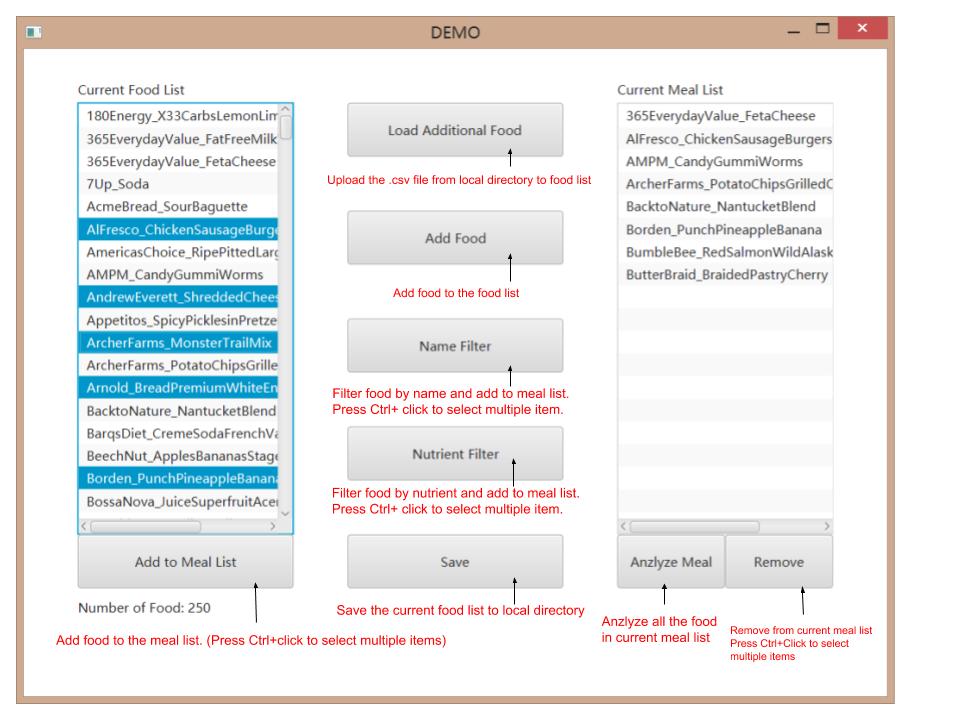 DEMO
Current Food List
180Energy_X33CarbsLemonLim
365EverydayValue_FatFreeMilk
365EverydayValue_FetaCheese
7Up_Soda
AcmeBread_SourBaguette
AlFresco_ChickenSausageBurge
AmericasChoice_RipePittedLarg
AMPM_CandyGummiWorms
AndrewEverett_ShreddedChees
Appetitos_SpicyPicklesinPretze
ArcherFarms_MonsterTrailMix
ArcherFarms_PotatoChipsGrille
Arnold_BreadPremiumWhiteEn
BacktoNature_NantucketBlend
BarqsDiet_CremeSodaFrenchVa
BeechNut_ApplesBananasStage
Borden_PunchPineappleBanana
BossaNova_JuiceSuperfruitAcer
Add to Meal List
Number of Food: 250
Add food to the meal list. (Press Ctrl+click to select multiple items)
Load Additional Food
Upload the .csv file from local directory to food list
Add Food
Add food to the food list
Name Filter
Filter food by name and add to meal list.
Press Ctrl+ click to select multiple item.
Nutrient Filter
Filter food by nutrient and add to meal list.
Press Ctrl+ click to select multiple item.
Save
Save the current food list to local directory
Current Meal List
365EverydayValue_FetaCheese
AlFresco_ChickenSausageBurgers
AMPM_CandyGummiWorms
ArcherFarms_PotatoChipsGrilledC
BacktoNature_NantucketBlend
Borden_PunchPineappleBanana
BumbleBee_RedSalmonWildAlask
ButterBraid_BraidedPastryCherry
Anzlyze Meal
Remove
Anzlyze all the food
in current meal list
Remove from current meal list
Press Ctrl+Click to select
multiple items